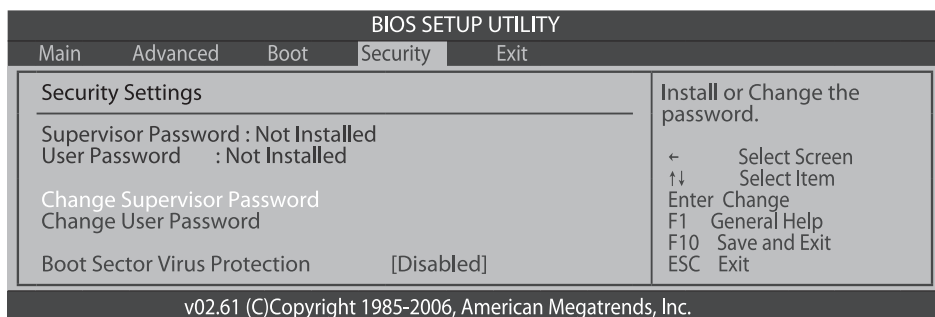 BIOS SETUP UTILITY
Main Advanced Boot Security Exit
Security Settings
Supervisor Password : Not Installed
User Password : Not Installed
Change Supervisor Password
Change User Password
Boot Sector Virus Protection [Disabled]
Install or Change the
password.
← Select Screen
↑↓ Select Item
Enter Change
F1 General Help
F10 Save and Exit
ESC Exit
v02.61 (C)Copyright 1985-2006, American Megatrends, Inc.